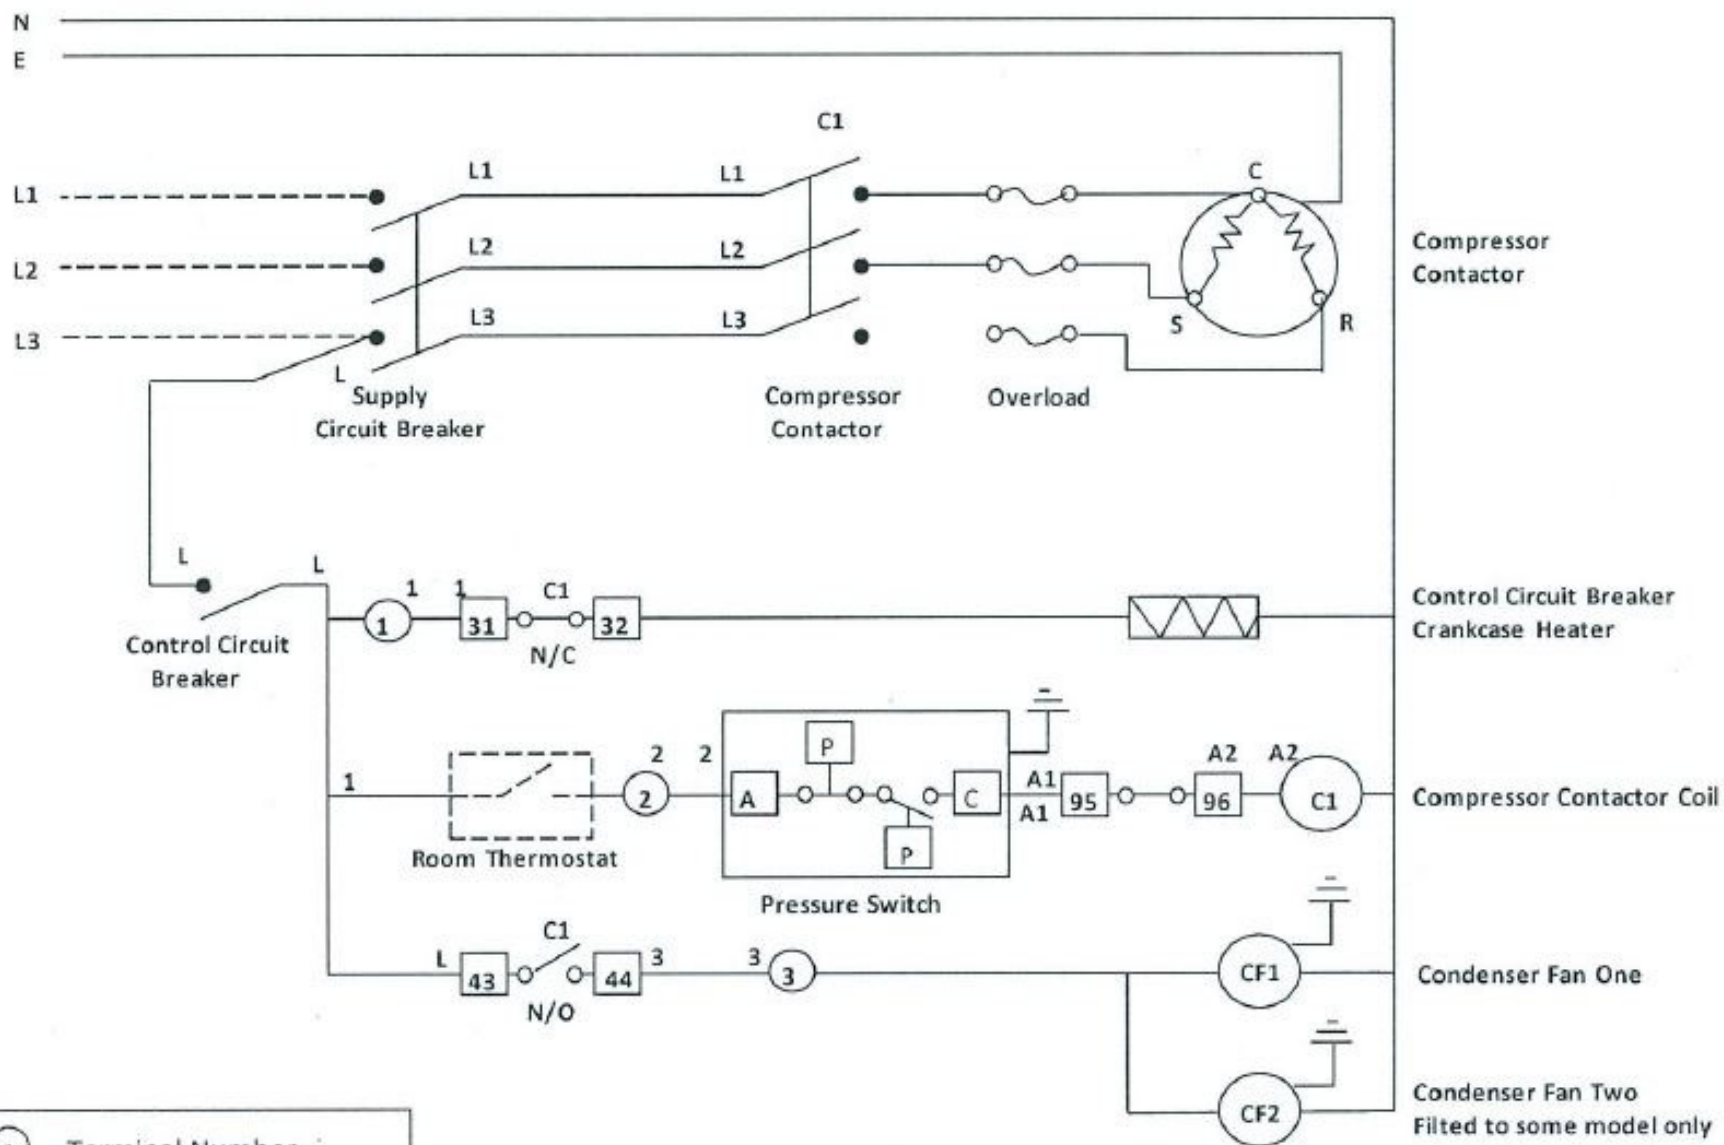 N
E
C1
L1 L1 L1 C
L2 L2 L2
Compressor
Contactor
L3 L3 L3 S R
L
Supply
Circuit Breaker
Compressor
Contactor
Overload
L L
Control Circuit
Breaker
1 1 C1
1 31 32
N/C
Control Circuit Breaker
Crankcase Heater
1 2 2 P A1 A2 A2
2 A C 95 96 C1
A1
P
Compressor Contactor Coil
Room Thermostat
Pressure Switch
C1
L 43 44 3 3 3 CF1
N/O
Condenser Fan One
CF2
Condenser Fan Two
Filted to some model only
Terminal Number